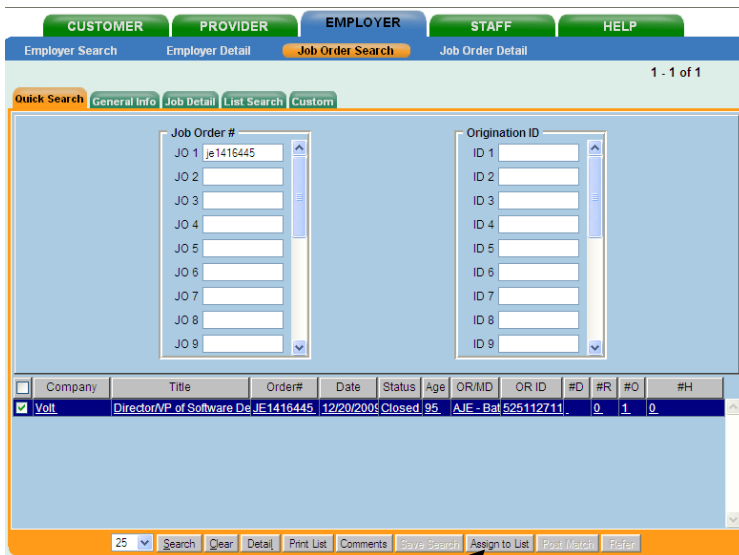 CUSTOMER PROVIDER EMPLOYER STAFF HELP
Employer Search Employer Detail Job Order Search Job Order Detail
1 - 1 of 1
Quick Search General Info Job Detail List Search Custom
Job Order # Origination ID
JO 1 je1416445 ID 1
JO 2 ID 2
JO 3 ID 3
JO 4 ID 4
JO 5 ID 5
JO 6 ID 6
JO 7 ID 7
JO 8 ID 8
JO 9 ID 9
Company Title Order# Date Status Age OR/MD OR ID #D #R #O #H
Volt Director/VP of Software De JE1416445 12/20/2009 Closed 95 AJE - Bat 525112711 0 1 0
25 Search Clear Detail Print List Comments Save Search Assign to List Post Match Refer